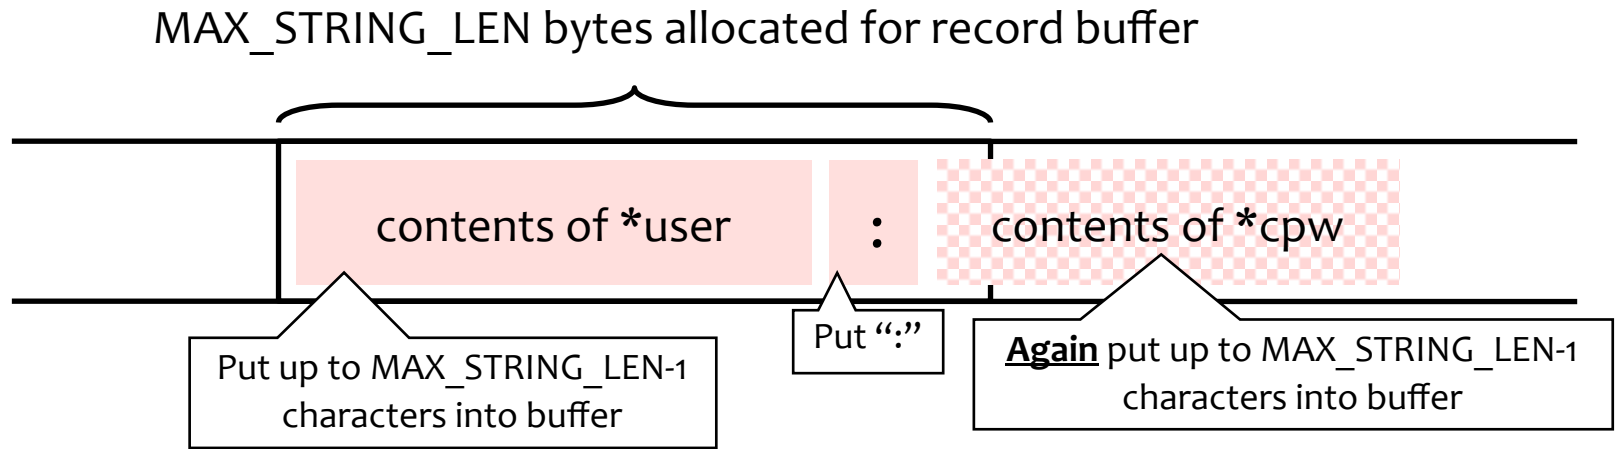 MAX_STRING_LEN bytes allocated for record buffer
contents of *user
:
contents of *cpw
Put up to MAX_STRING_LEN-1
characters into buffer
Put “:”
Again put up to MAX_STRING_LEN-1
characters into buffer